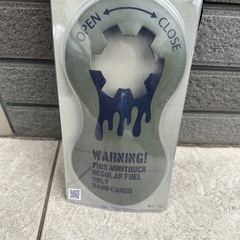 OPEN
CLOSE
WARNING!
THIS MINITRUCK
REGULAR FUEL
ONLY
HARD CARGO